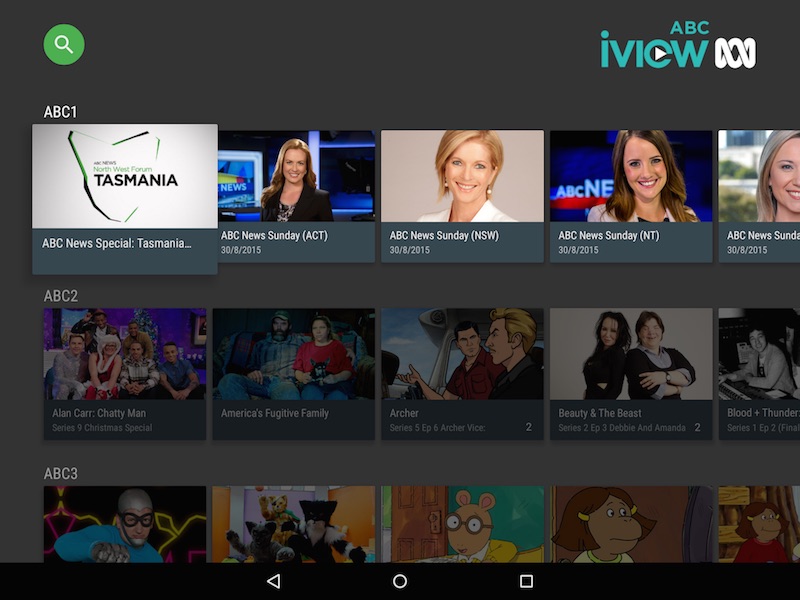 ABC
iview
ABC1
ABC NEWS
North West Forum
TASMANIA
ABC News Special: Tasmania...
NEWS
ABC News Sunday (ACT)
30/8/2015
ABC News Sunday (NSW)
30/8/2015
ABC NE
ABC News Sunday (NT)
30/8/2015
ABC News Sunda
30/8/2015
ABC2
Alan Carr: Chatty Man
Series 9 Christmas Special
America's Fugitive Family
Archer
Series 5 Ep 6 Archer Vice:
2
Beauty & The Beast
Series 2 Ep 3 Debbie And Amanda
2
Blood + Thunder:
Series 1 Ep 2 (Final
ABC3